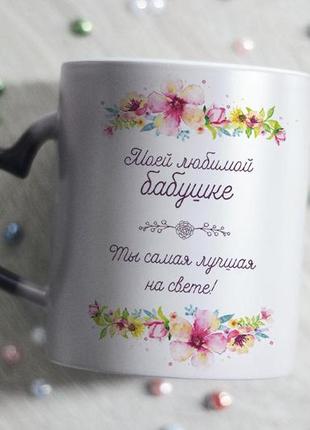 Моей любимой
бабушке
Ты самая лучшая
на свете!